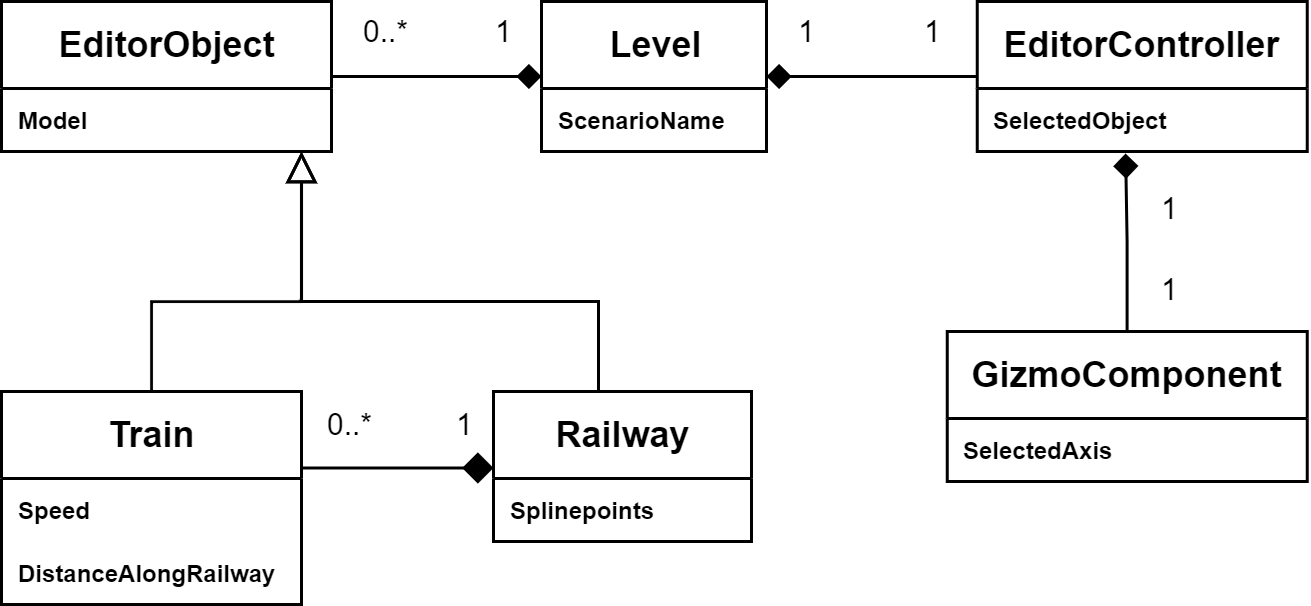 EditorObject
0..*
1
Level
1
1
EditorController
Model
ScenarioName
SelectedObject
1
1
GizmoComponent
SelectedAxis
Train
0..*
1
Railway
Speed
Splinepoints
DistanceAlongRailway